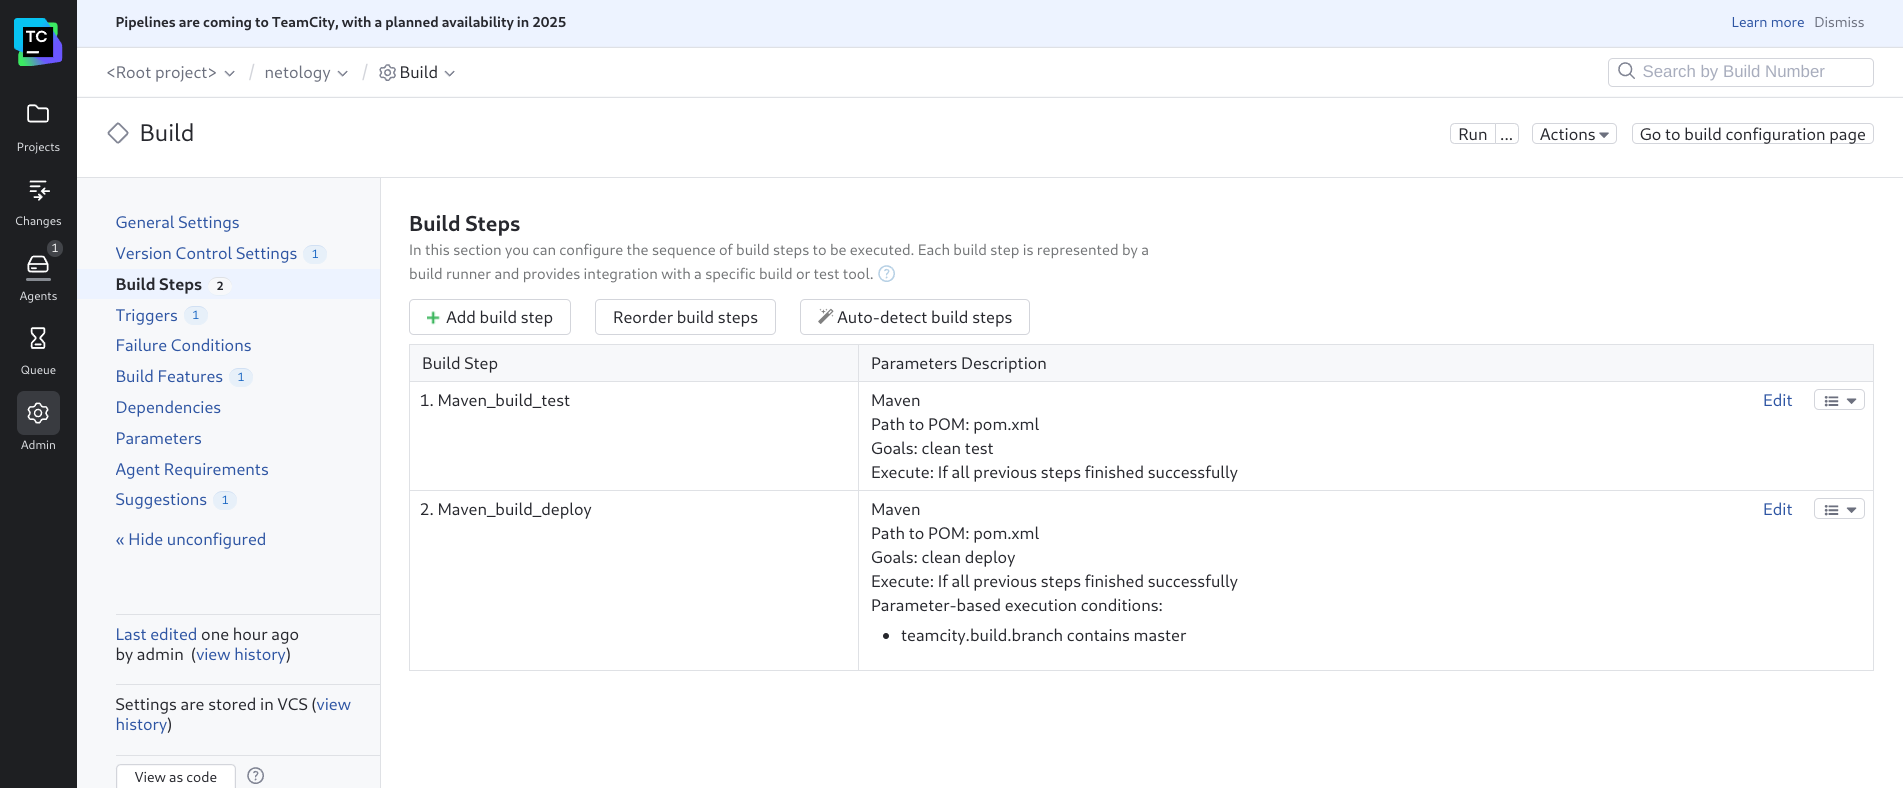 Pipelines are coming to TeamCity, with a planned availability in 2025
Learn more Dismiss
TC
<Root project> / netology / Build
Search by Build Number
Build
Run ... Actions Go to build configuration page
Projects
Changes
1
Agents
Queue
Admin
General Settings
Version Control Settings 1
Build Steps 2
Triggers 1
Failure Conditions
Build Features 1
Dependencies
Parameters
Agent Requirements
Suggestions 1
« Hide unconfigured
Last edited one hour ago
by admin (view history)
Settings are stored in VCS (view
history)
View as code ?
Build Steps
In this section you can configure the sequence of build steps to be executed. Each build step is represented by a
build runner and provides integration with a specific build or test tool. ?
+ Add build step Reorder build steps Auto-detect build steps
Build Step Parameters Description
1. Maven_build_test Maven Edit
Path to POM: pom.xml
Goals: clean test
Execute: If all previous steps finished successfully
2. Maven_build_deploy Maven Edit
Path to POM: pom.xml
Goals: clean deploy
Execute: If all previous steps finished successfully
Parameter-based execution conditions:
• teamcity.build.branch contains master